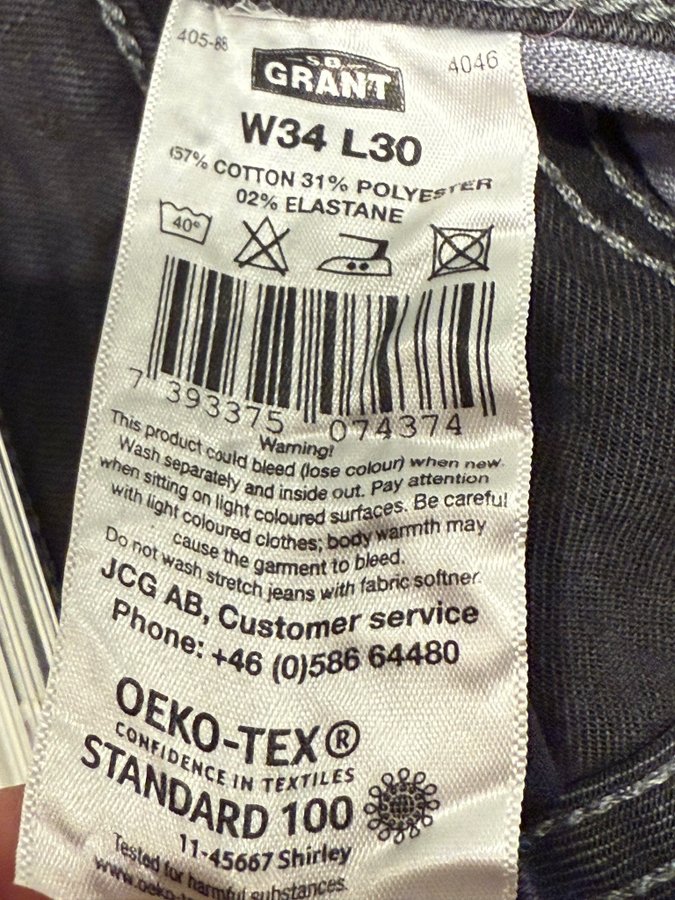 405-88
4046
S.D.
GRANT
W34 L30
67% COTTON 31% POLYESTER
02% ELASTANE
40°
7 393375 074374
Warning!
This product could bleed (lose colour) when new.
Wash separately and inside out. Pay attention
when sitting on light coloured surfaces. Be careful
with light coloured clothes; body warmth may
cause the garment to bleed.
Do not wash stretch jeans with fabric softner.
JCG AB, Customer service
Phone: +46 (0)586 64480
OEKO-TEX®
CONFIDENCE IN TEXTILES
STANDARD 100
11-45667 Shirley
Tested for harmful substances.
www.oeko-